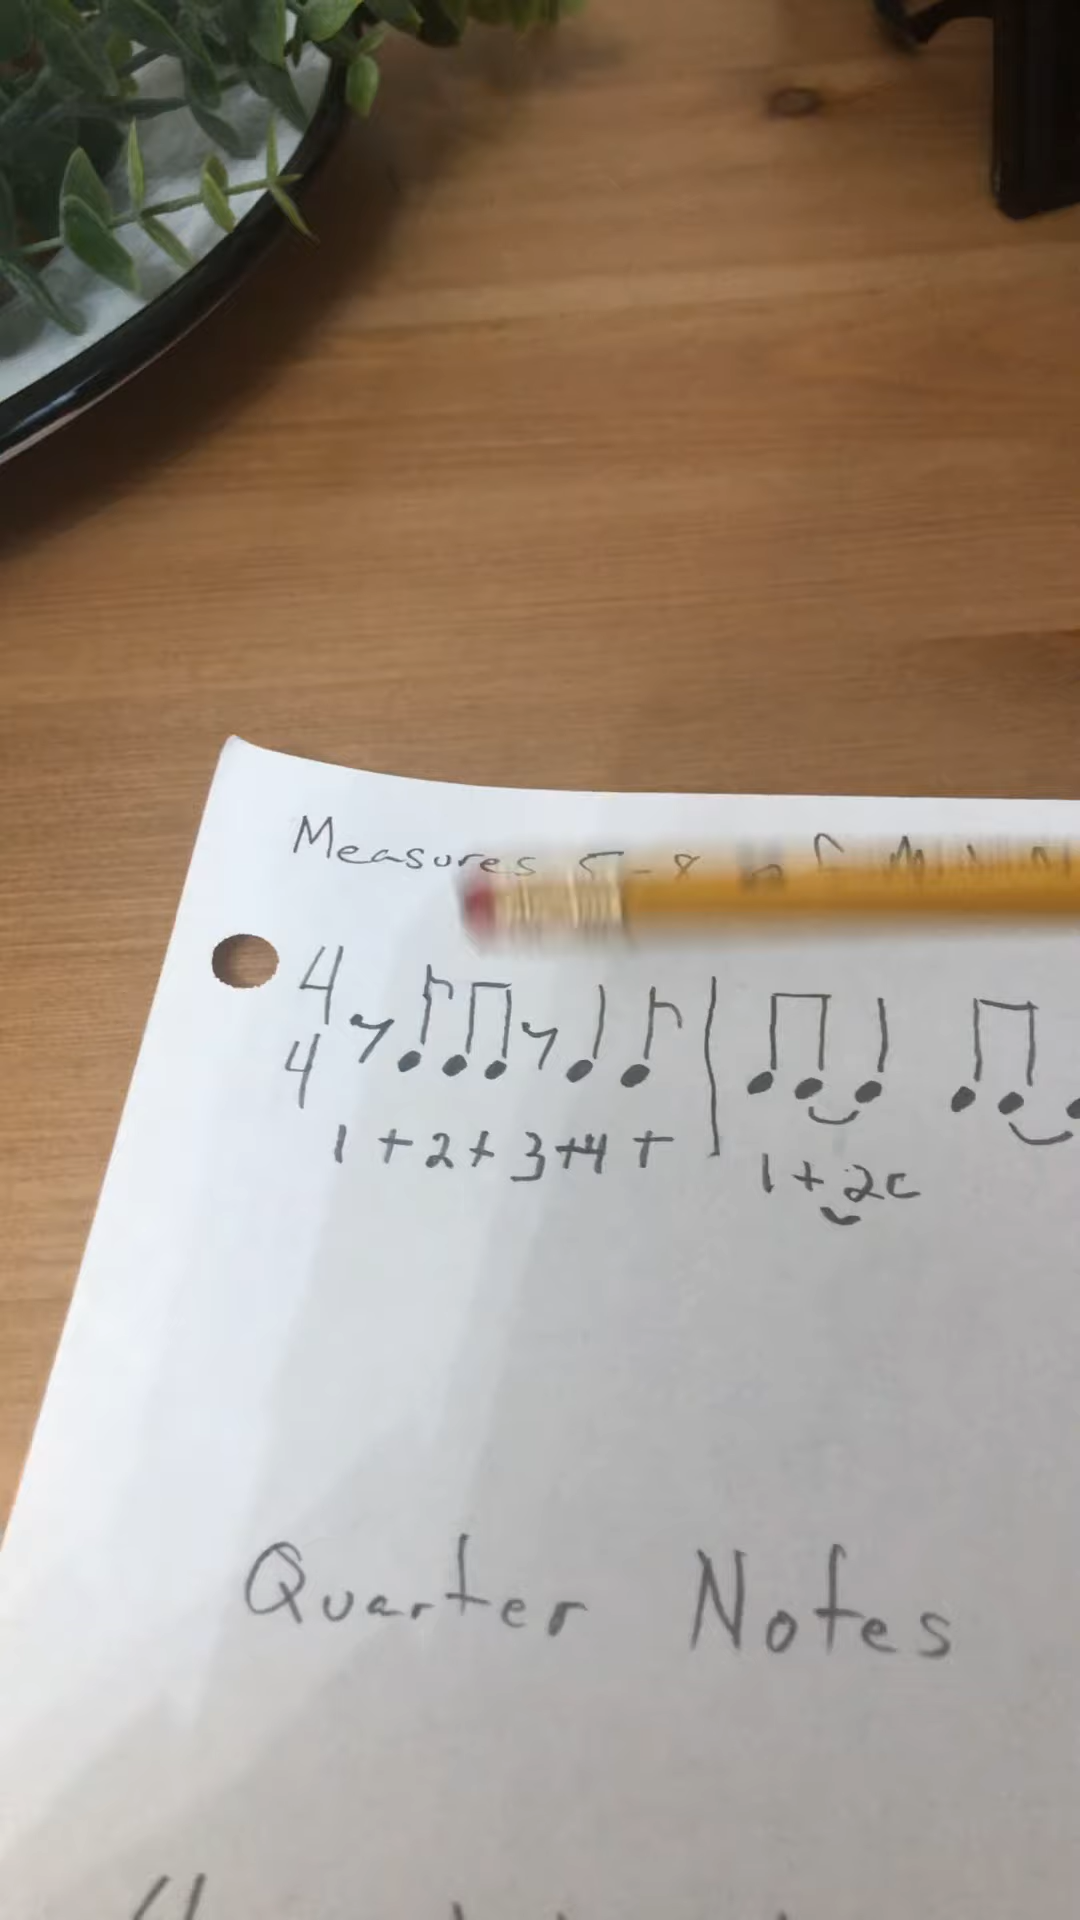 Measures 5-8
4
4
1 + 2 + 3 + 4 +
1 + 2 c
Quarter Notes